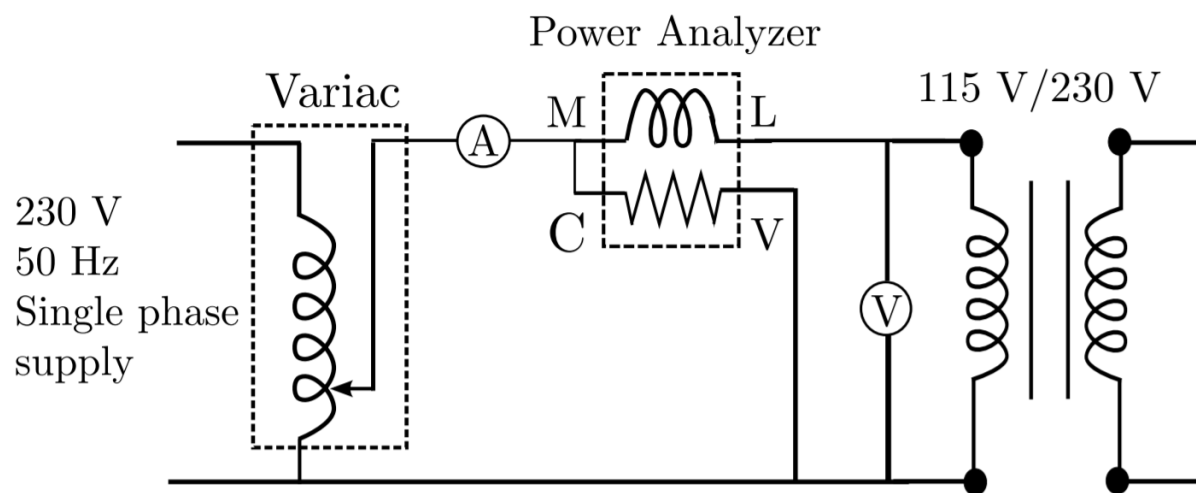 Power Analyzer
Variac
115 V/230 V
M
L
A
C
V
230 V
50 Hz
Single phase
supply
V